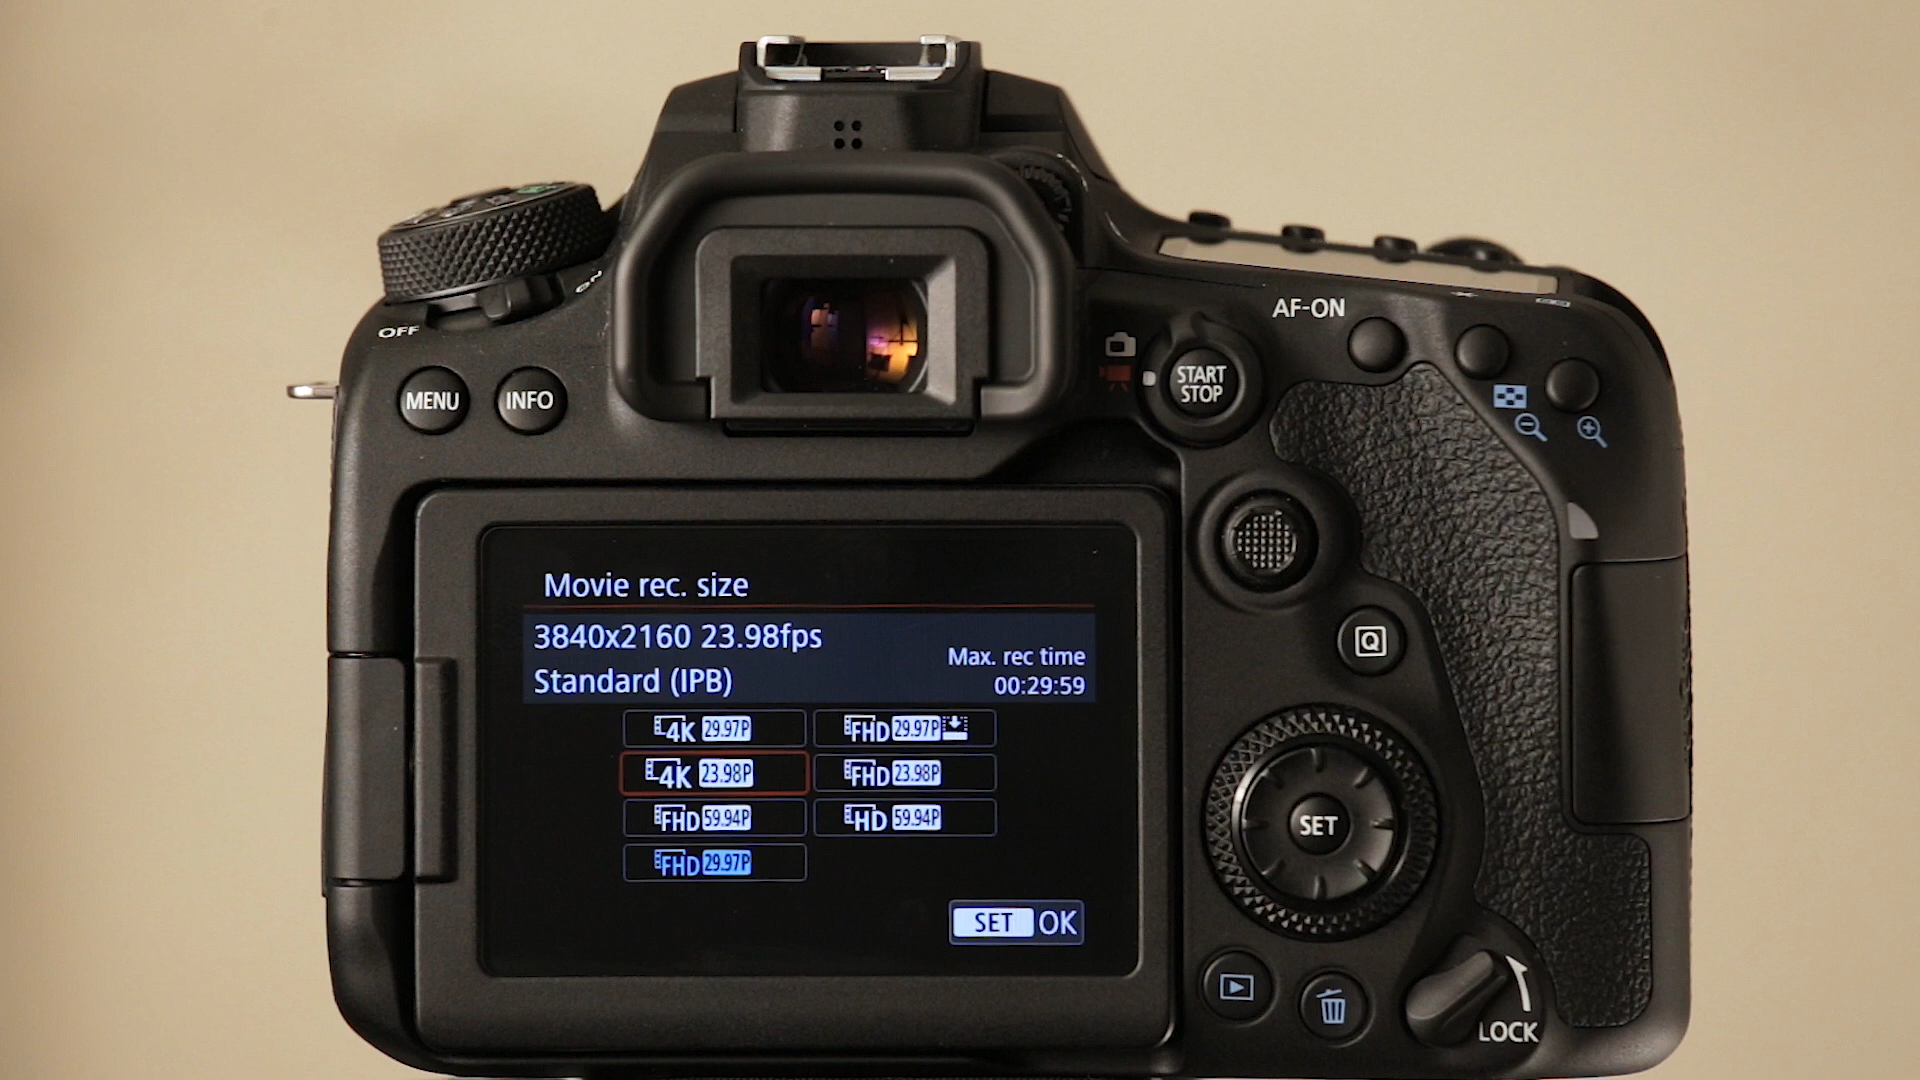 ON
OFF
MENU
INFO
AF-ON
START
STOP
Movie rec. size
3840x2160 23.98fps
Standard (IPB)
Max. rec time
00:29:59
4K 29.97P
FHD 29.97P
4K 23.98P
FHD 23.98P
FHD 59.94P
HD 59.94P
FHD 29.97P
SET OK
Q
SET
LOCK